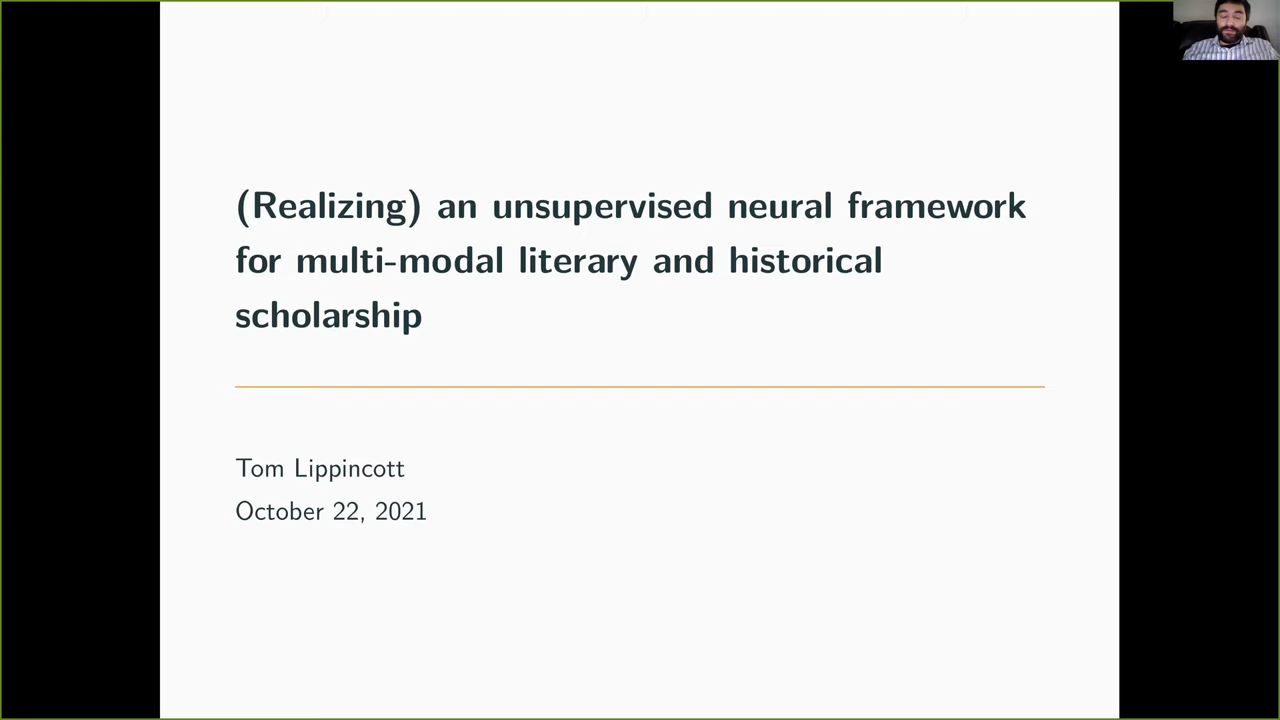 (Realizing) an unsupervised neural framework
for multi-modal literary and historical
scholarship
Tom Lippincott
October 22, 2021